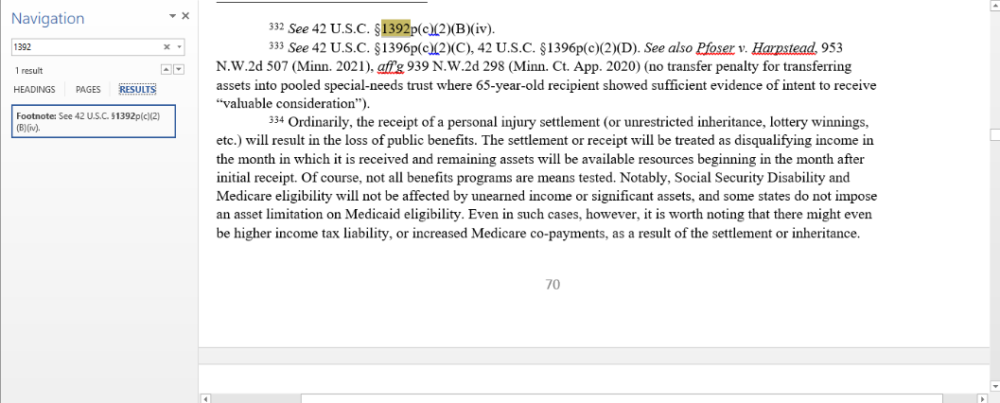 Navigation
1392
1 result
HEADINGS PAGES RESULTS
Footnote: See 42 U.S.C. §1392p(c)(2)
(B)(iv).
332 See 42 U.S.C. §1392p(c)(2)(B)(iv).
333 See 42 U.S.C. §1396p(c)(2)(C), 42 U.S.C. §1396p(c)(2)(D). See also Pfoser v. Harpstead, 953
N.W.2d 507 (Minn. 2021), aff'g 939 N.W.2d 298 (Minn. Ct. App. 2020) (no transfer penalty for transferring
assets into pooled special-needs trust where 65-year-old recipient showed sufficient evidence of intent to receive
“valuable consideration”).
334 Ordinarily, the receipt of a personal injury settlement (or unrestricted inheritance, lottery winnings,
etc.) will result in the loss of public benefits. The settlement or receipt will be treated as disqualifying income in
the month in which it is received and remaining assets will be available resources beginning in the month after
initial receipt. Of course, not all benefits programs are means tested. Notably, Social Security Disability and
Medicare eligibility will not be affected by unearned income or significant assets, and some states do not impose
an asset limitation on Medicaid eligibility. Even in such cases, however, it is worth noting that there might even
be higher income tax liability, or increased Medicare co-payments, as a result of the settlement or inheritance.
70